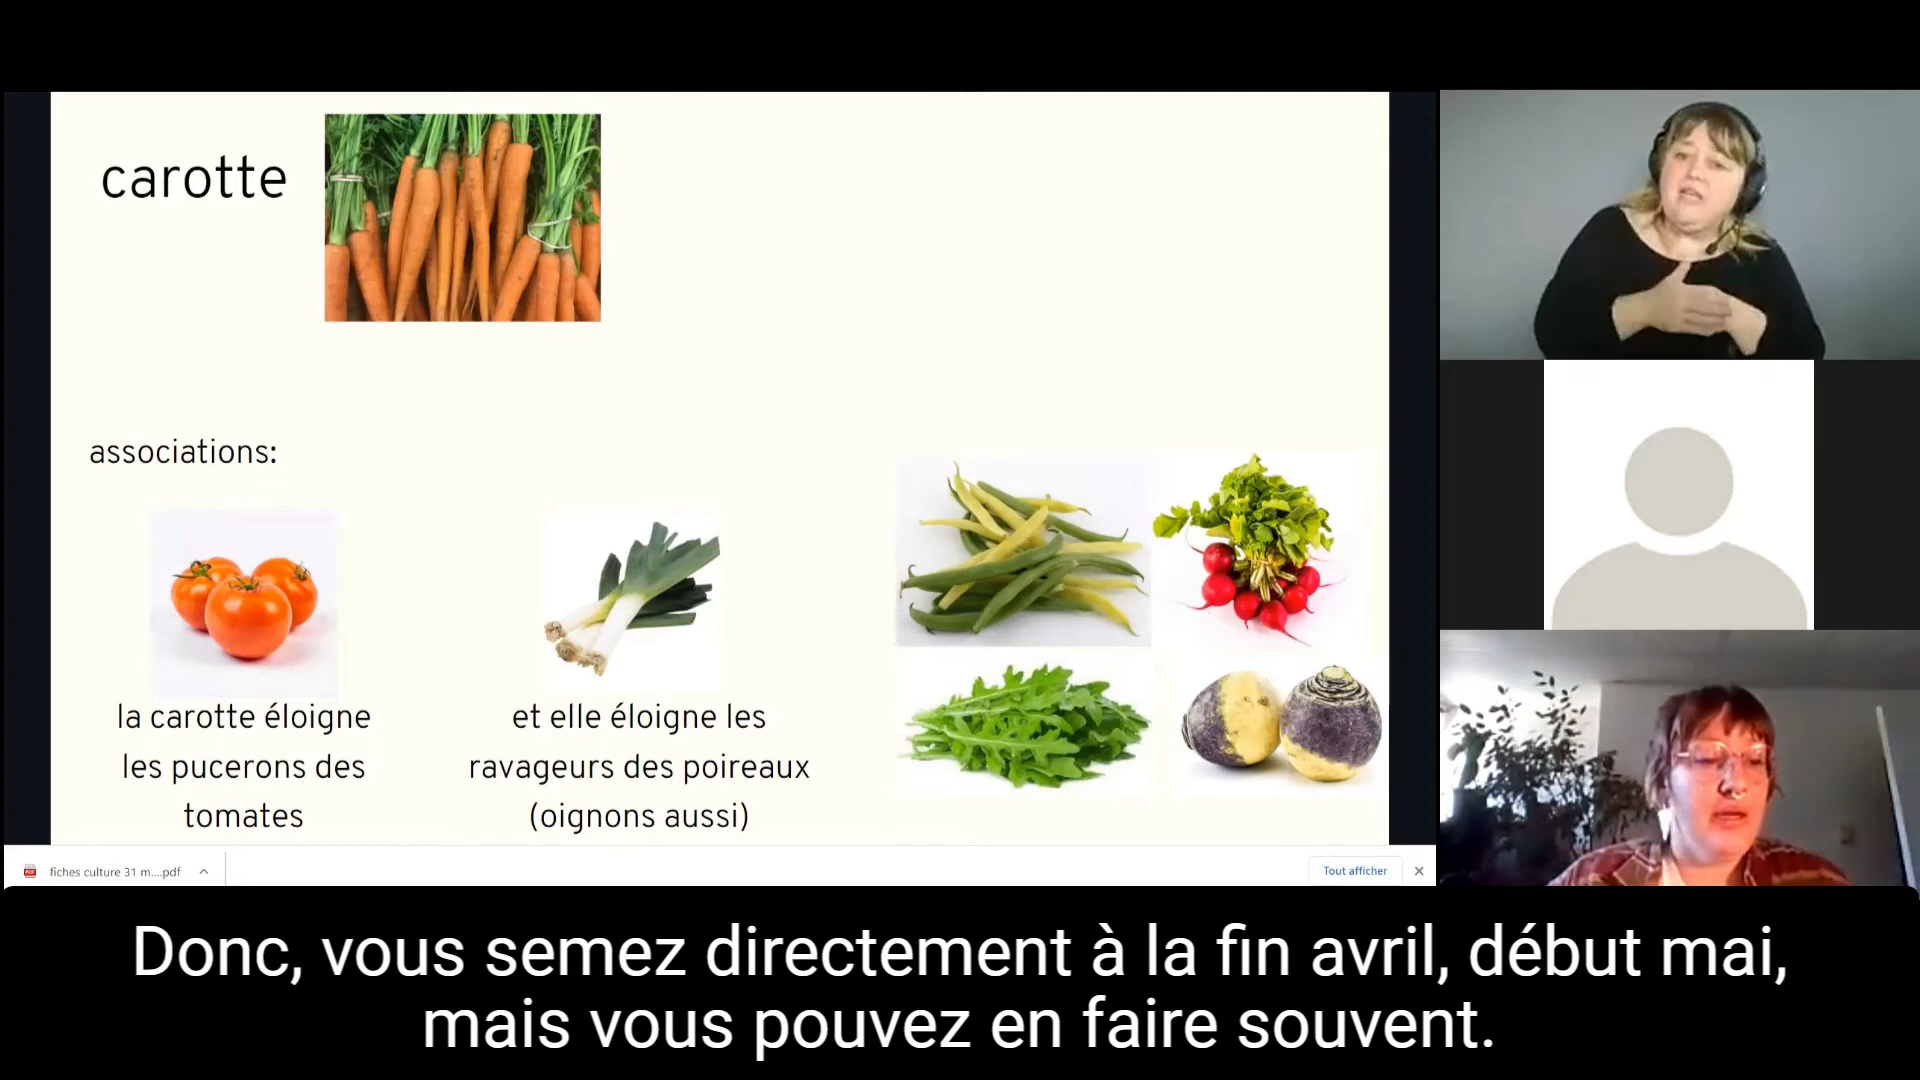 carotte
associations:
la carotte éloigne
les pucerons des
tomates
et elle éloigne les
ravageurs des poireaux
(oignons aussi)
fiches culture 31 m....pdf
Tout afficher
Donc, vous semez directement à la fin avril, début mai,
mais vous pouvez en faire souvent.